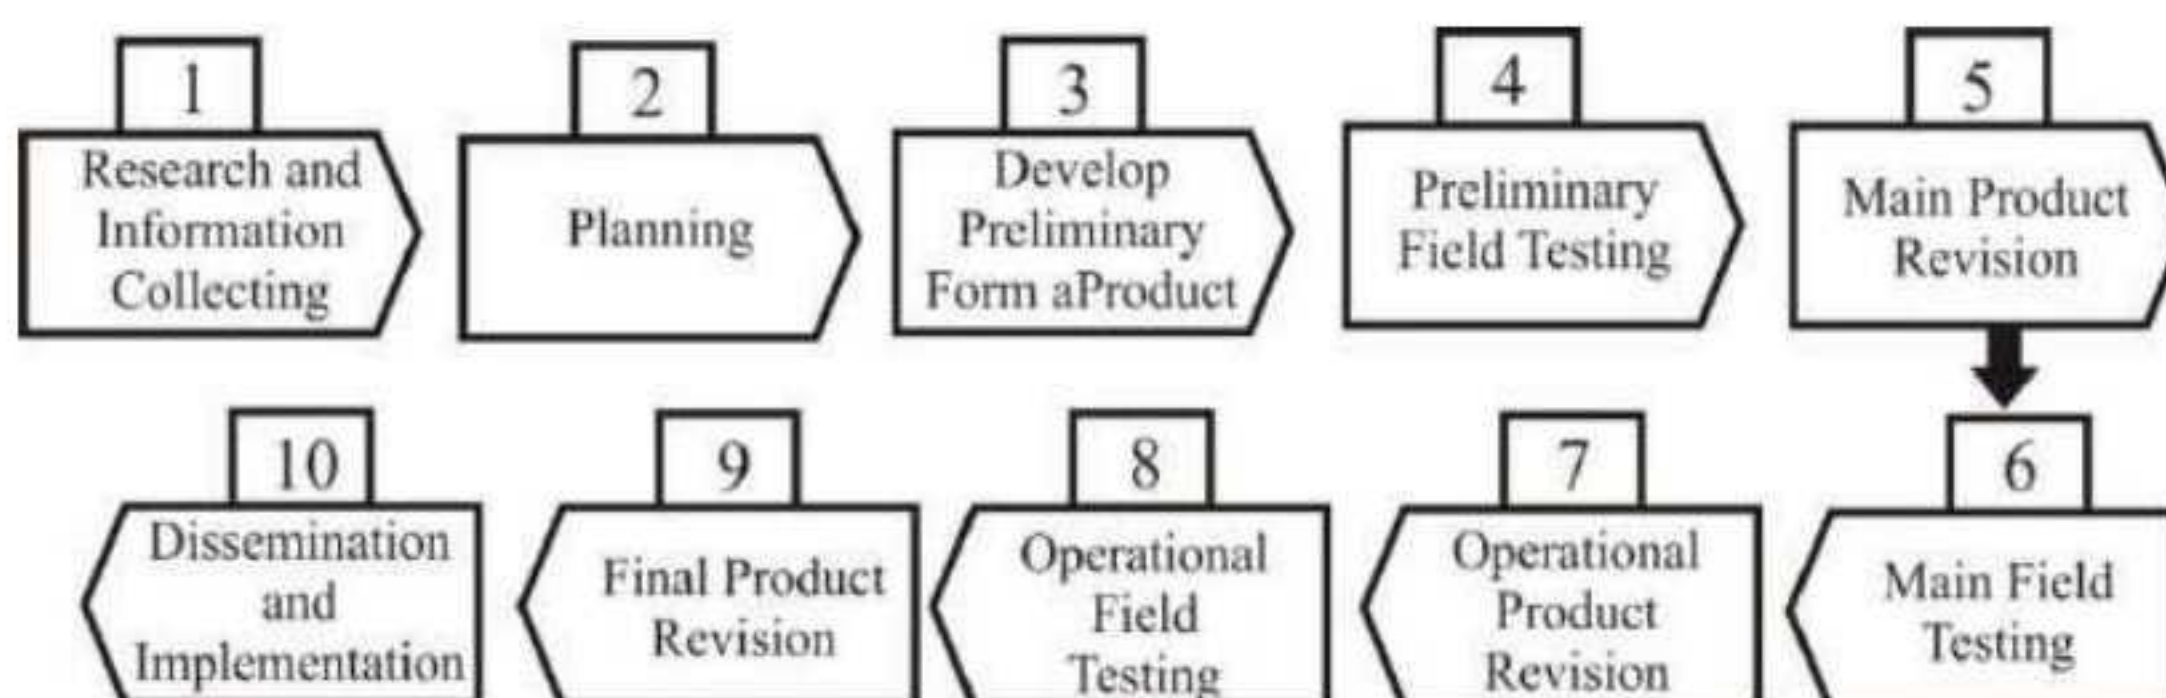 1
Research and
Information
Collecting
2
Planning
3
Develop
Preliminary
Form aProduct
4
Preliminary
Field Testing
5
Main Product
Revision
6
Main Field
Testing
7
Operational
Product
Revision
8
Operational
Field
Testing
9
Final Product
Revision
10
Dissemination
and
Implementation